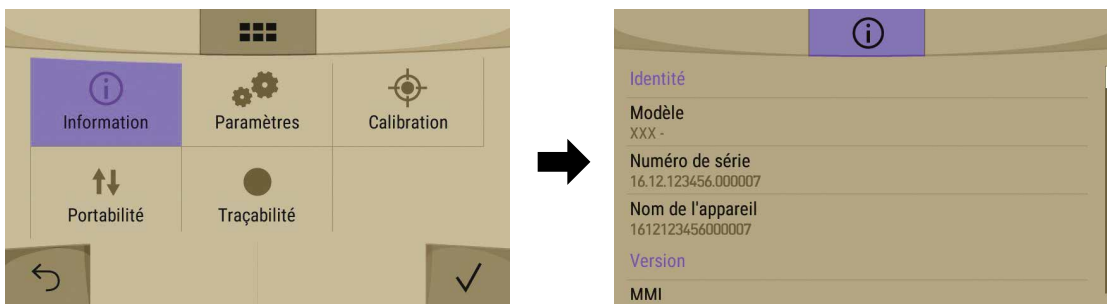 Information
Paramètres
Calibration
Portabilité
Traçabilité
Identité
Modèle
XXX -
Numéro de série
16.12.123456.000007
Nom de l'appareil
1612123456000007
Version
MMI